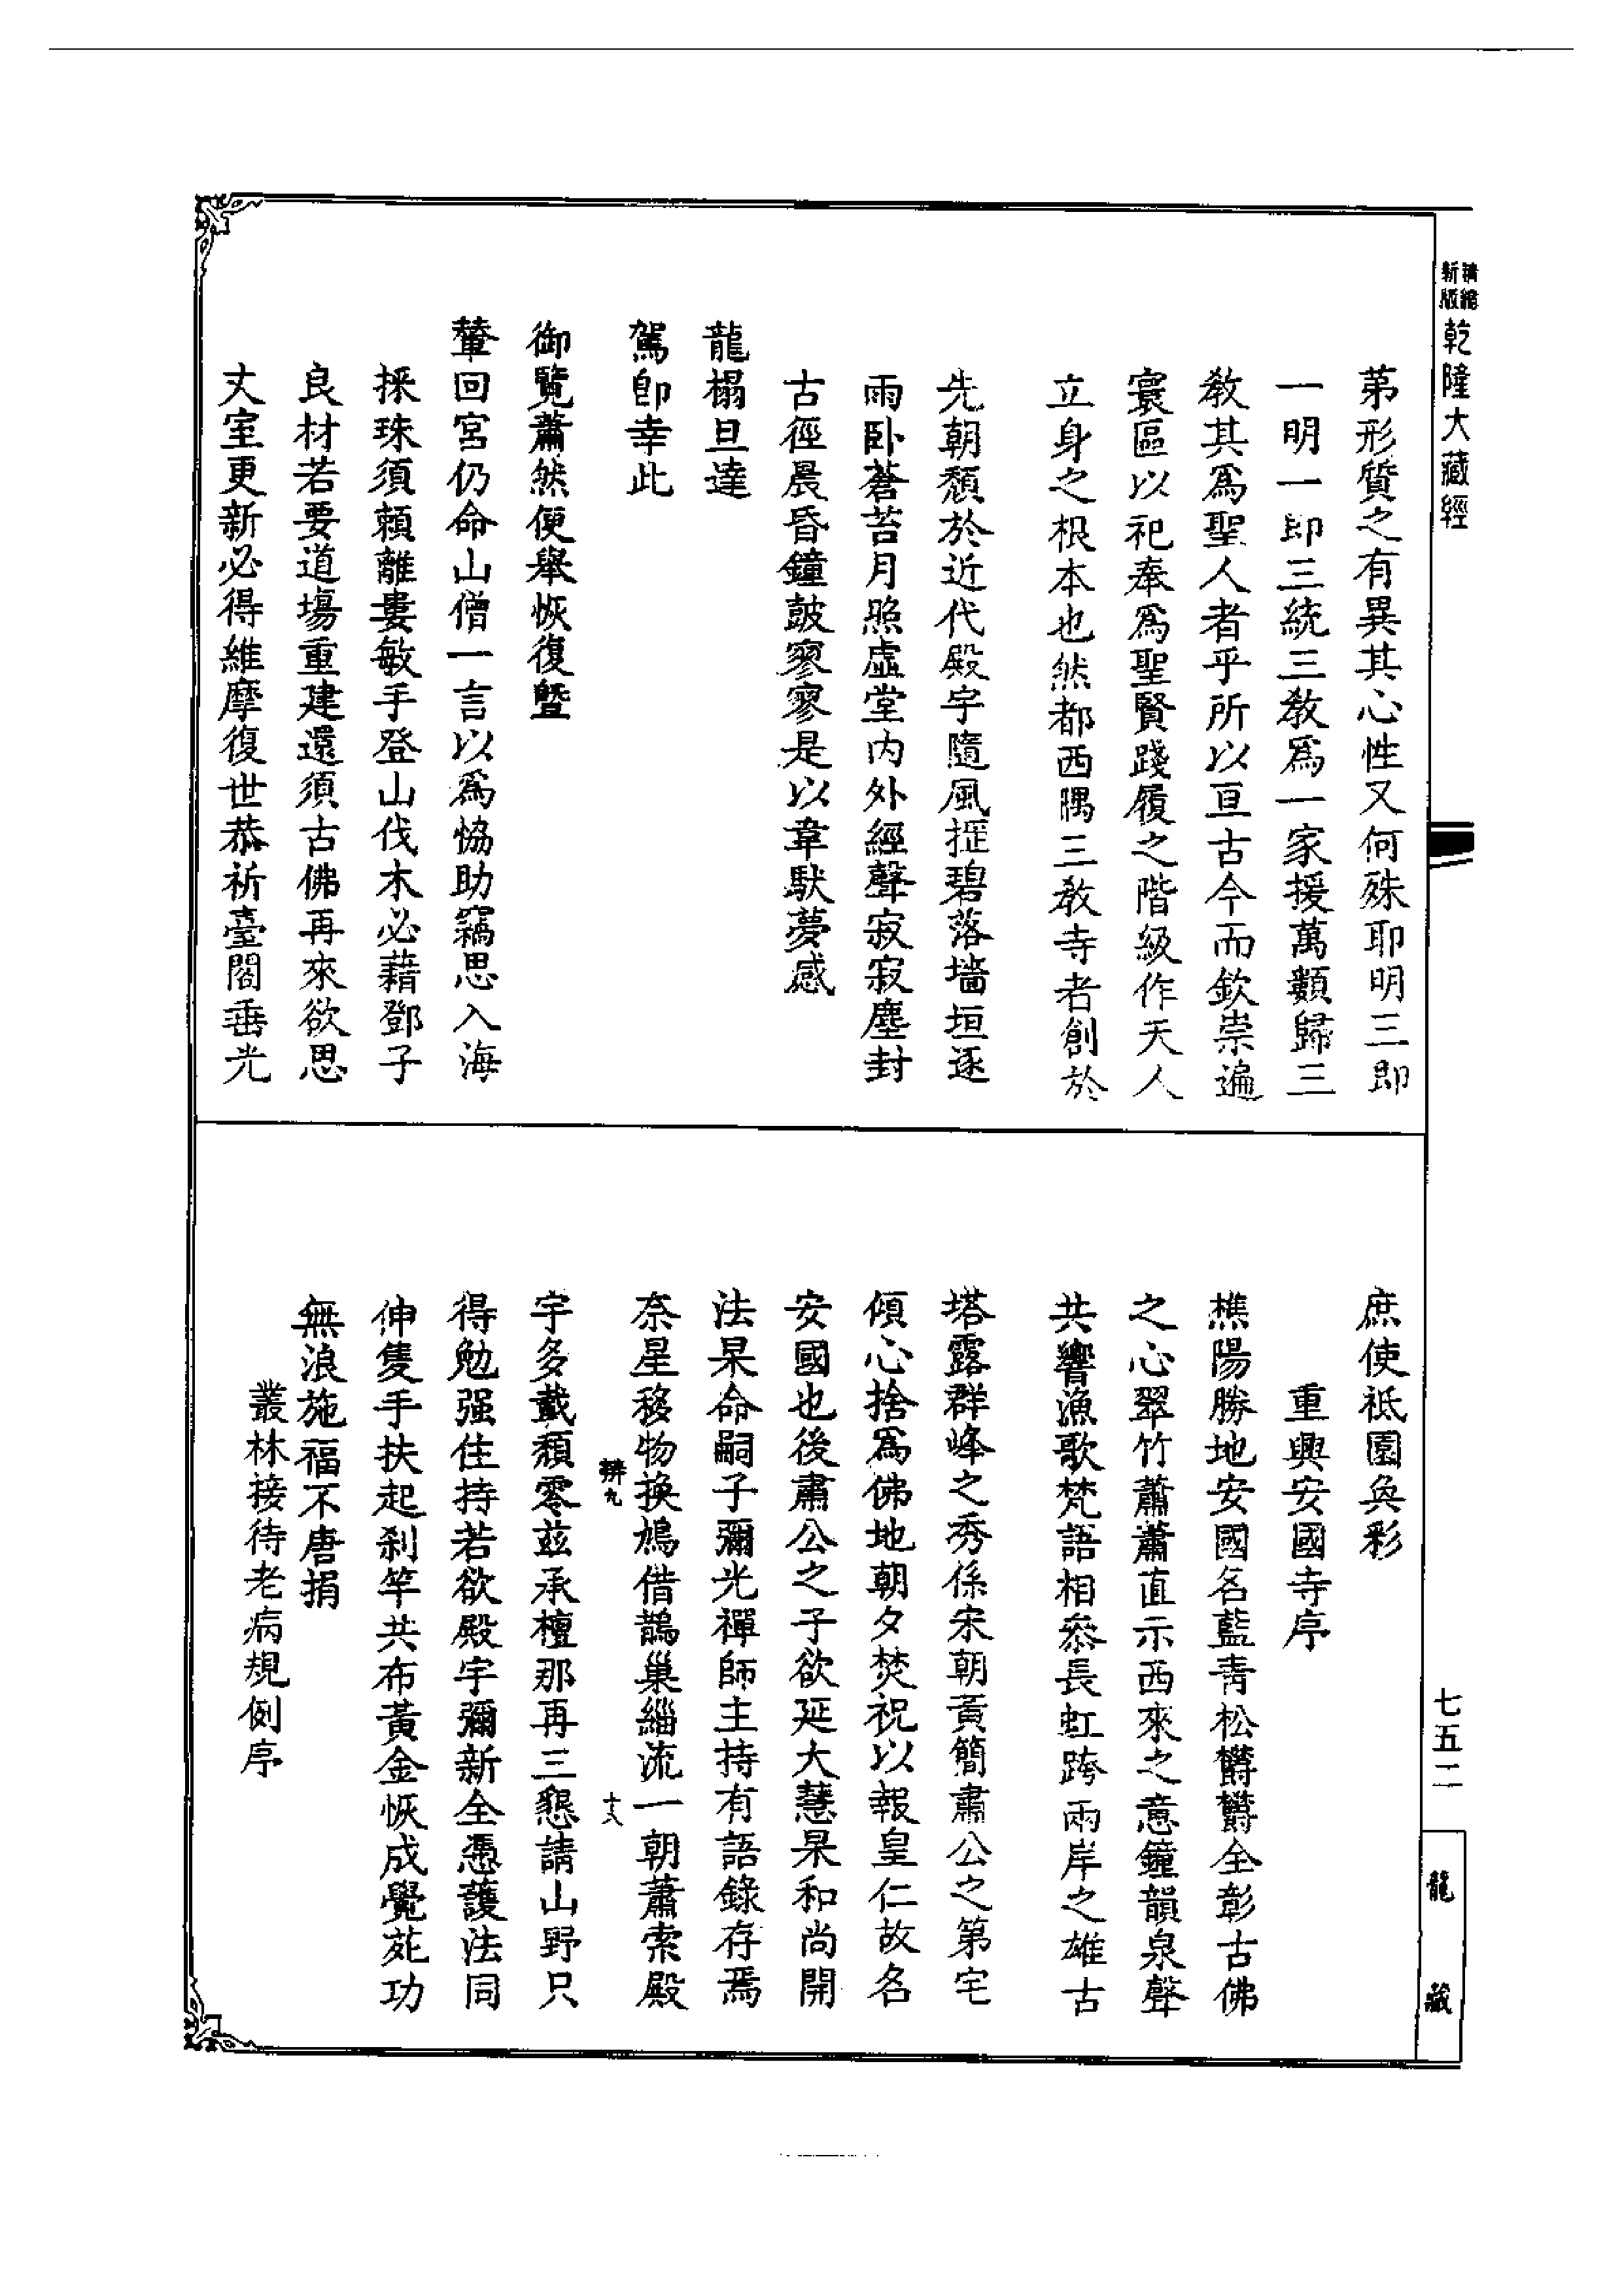 精縮
新版
乾隆大藏經
第形質之有異其心性又何殊耶明三即
一明一即三統三敎爲一家援萬類歸三
敎其爲聖人者乎所以亘古今而欽崇遍
寰區以祀奉爲聖賢踐履之階級作天人
立身之根本也然都西隅三敎寺者創於
先朝頹於近代殿宇隨風摧碧落墻垣逐
雨卧蒼苔月照虛堂內外經聲寂寂塵封
古徑晨昏鐘皷寥寥是以韋馱夢感
龍榻旦達
駕卽幸此
御覽蕭然便舉恢復曁
輦回宮仍命山僧一言以爲恊助竊思入海
採珠須賴離婁敏手登山伐木必藉鄧子
良材若要道塲重建還須古佛再來欲思
丈室更新必得維摩復世恭祈臺閣垂光
庶使祇園奐彩
重興安國寺序
樵陽勝地安國名藍靑松欝欝全彰古佛
之心翠竹蕭蕭直示西來之意鐘韻泉聲
共響漁歌梵語相叅長虹跨兩岸之雄古
塔露群峰之秀係宋朝黃簡肅公之第宅
傾心捨爲佛地朝夕焚祝以報皇仁故名
安國也後肅公之子欲延大慧杲和尚開
法杲命嗣子彌光禪師主持有語錄存焉
奈星移物換鳩借鵲巢緇流一朝蕭索殿
辨九
十八
宇多戴頹零兹承檀那再三懇請山野只
得勉强住持若欲殿宇彌新全憑護法同
伸隻手扶起刹竿共布黃金恢成覺苑功
無浪施福不唐捐
叢林接待老病規例序
七五二
龍
藏